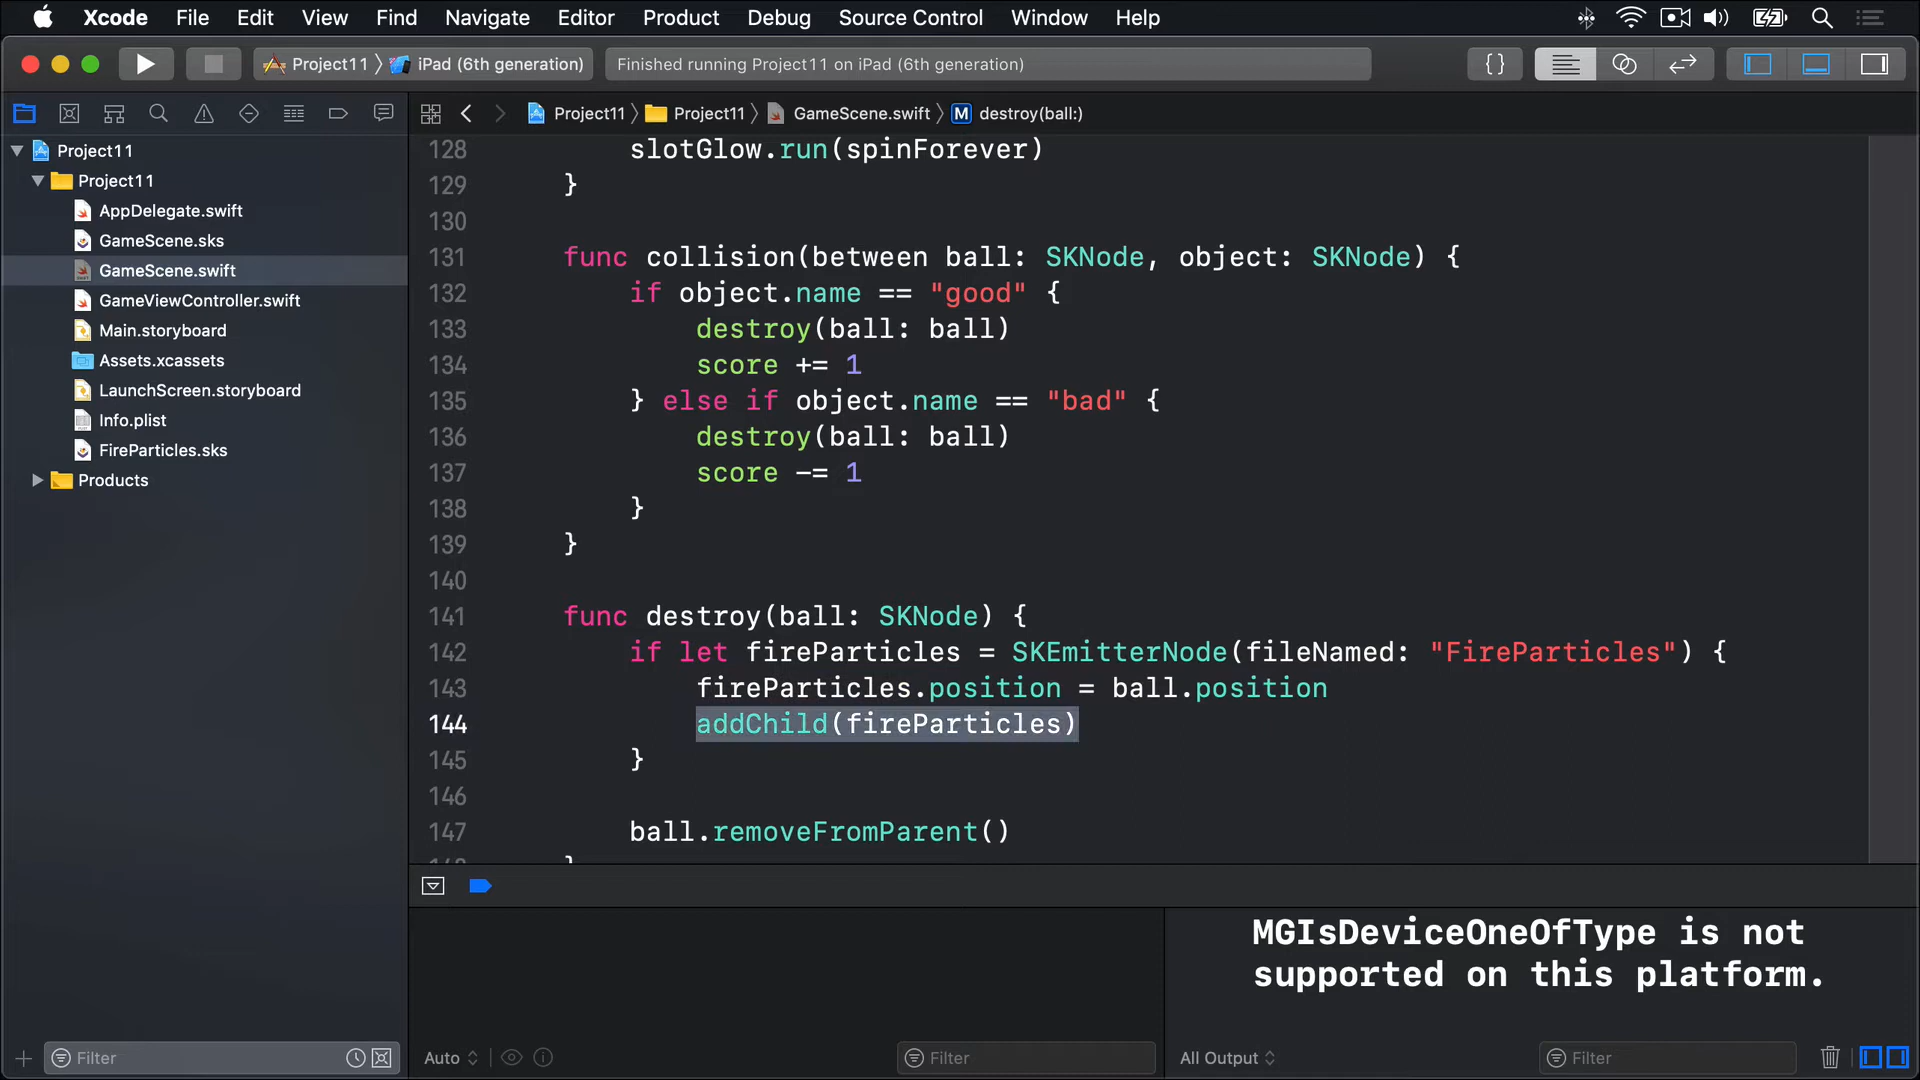 Xcode File Edit View Find Navigate Editor Product Debug Source Control Window Help
Project11 iPad (6th generation) Finished running Project11 on iPad (6th generation) {}
Project11 Project11 GameScene.swift M destroy(ball:)
Project11
Project11
AppDelegate.swift
GameScene.sks
GameScene.swift
GameViewController.swift
Main.storyboard
Assets.xcassets
LaunchScreen.storyboard
Info.plist
FireParticles.sks
Products
128 slotGlow.run(spinForever)
129 }
130
131 func collision(between ball: SKNode, object: SKNode) {
132 if object.name == "good" {
133 destroy(ball: ball)
134 score += 1
135 } else if object.name == "bad" {
136 destroy(ball: ball)
137 score -= 1
138 }
139 }
140
141 func destroy(ball: SKNode) {
142 if let fireParticles = SKEmitterNode(fileNamed: "FireParticles") {
143 fireParticles.position = ball.position
144 addChild(fireParticles)
145 }
146
147 ball.removeFromParent()
148 }
MGIsDeviceOneOfType is not
supported on this platform.
Filter Auto Filter All Output Filter